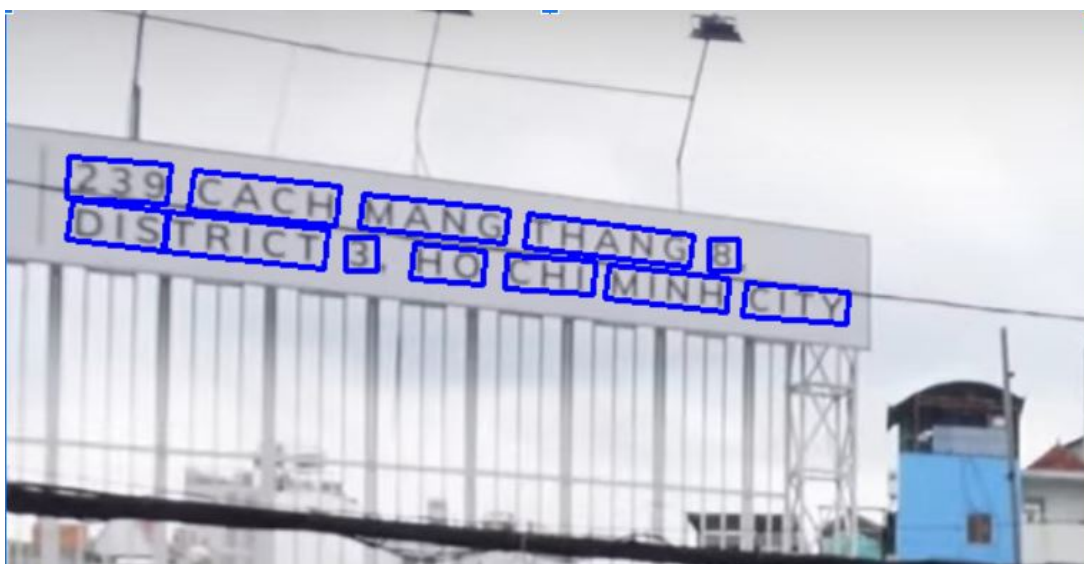 239 CACH MANG THANG 8,
DISTRICT 3, HO CHI MINH CITY